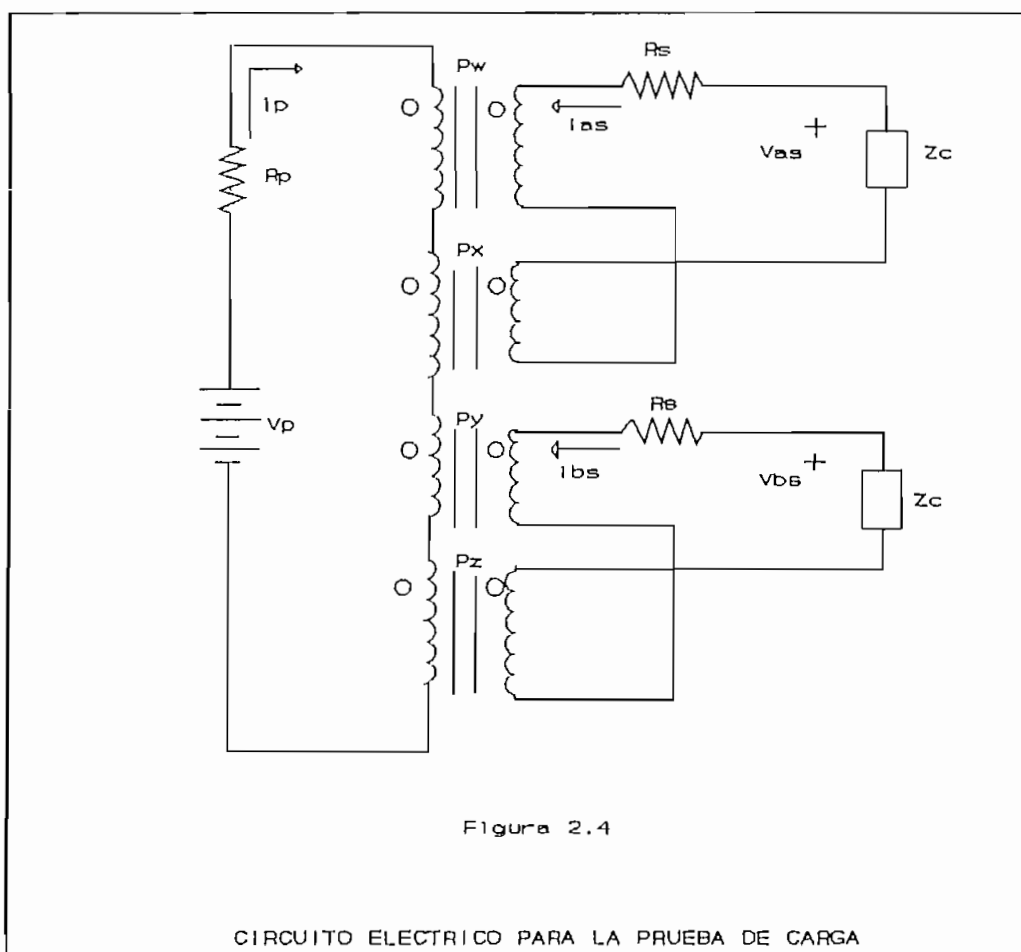 Rs
Pw
Ip
Ias
Vas
+
Zc
Rp
Px
Rs
Py
Vp
Ibs
Vbs
+
Zc
Pz
Figura 2.4
CIRCUITO ELECTRICO PARA LA PRUEBA DE CARGA